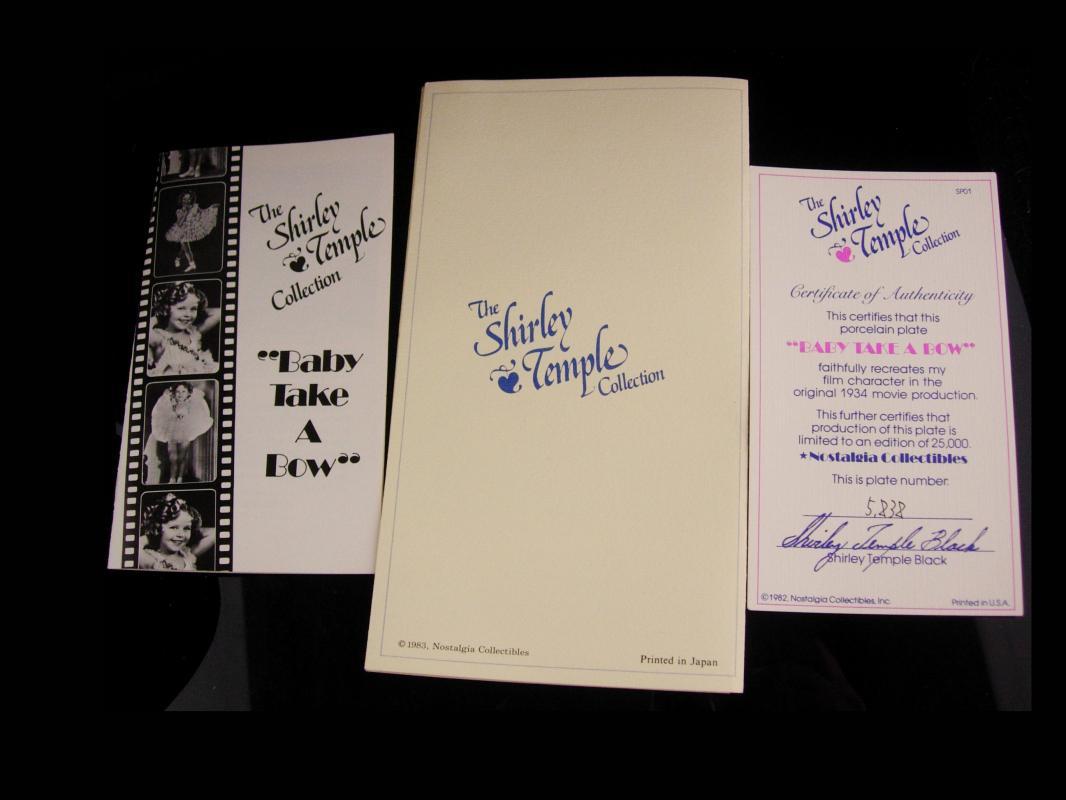 The
Shirley
Temple
Collection
“Baby
Take
A
Bow”
The
Shirley
Temple
Collection
© 1983, Nostalgia Collectibles
Printed in Japan
SP01
The
Shirley
Temple
Collection
Certificate of Authenticity
This certifies that this
porcelain plate
“BABY TAKE A BOW”
faithfully recreates my
film character in the
original 1934 movie production.
This further certifies that
production of this plate is
limited to an edition of 25,000.
★Nostalgia Collectibles
This is plate number:
5,838
Shirley Temple Black
Shirley Temple Black
©1982, Nostalgia Collectibles, Inc.
Printed in U.S.A.